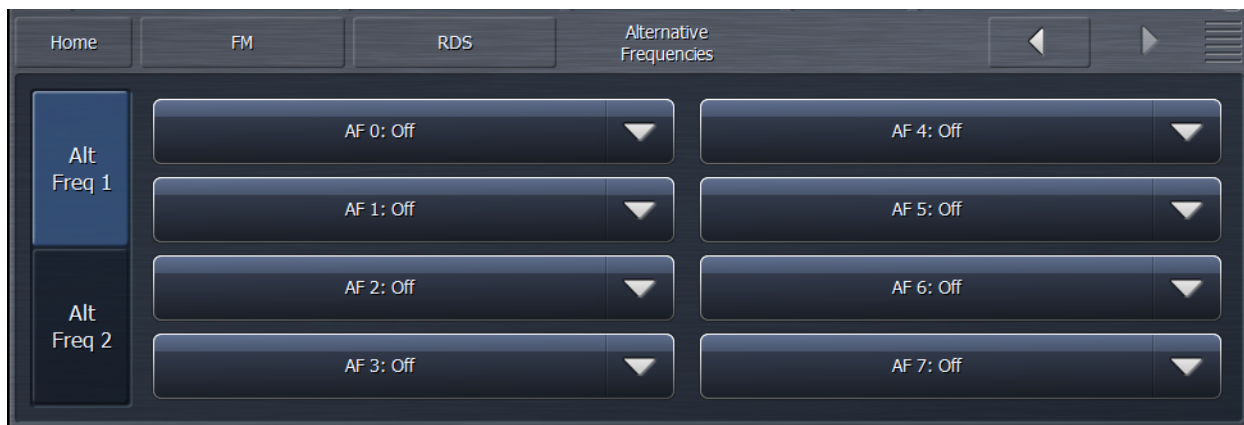 Home
FM
RDS
Alternative
Frequencies
Alt
Freq 1
Alt
Freq 2
AF 0: Off
AF 1: Off
AF 2: Off
AF 3: Off
AF 4: Off
AF 5: Off
AF 6: Off
AF 7: Off